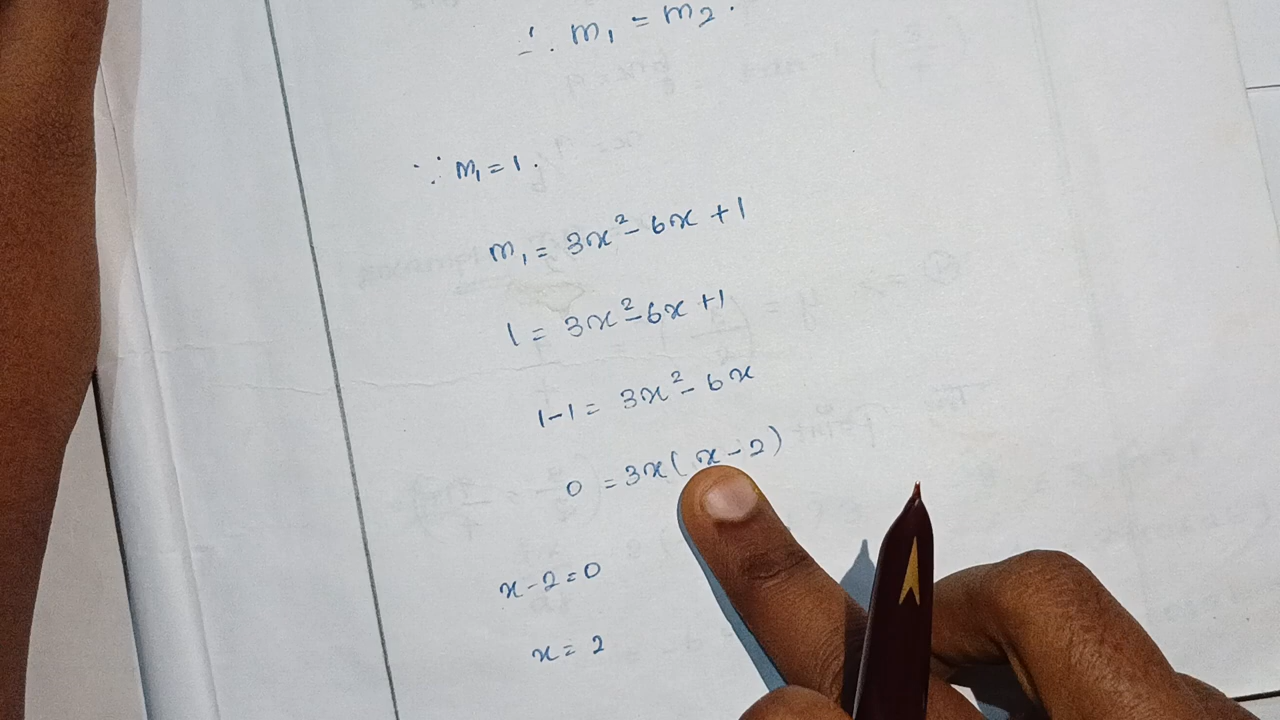 ∴ m₁ = m₂.
∵ m₁ = 1.
m₁ = 3x² - 6x + 1
1 = 3x² - 6x + 1
1 - 1 = 3x² - 6x
0 = 3x(x - 2)
x - 2 = 0
x = 2